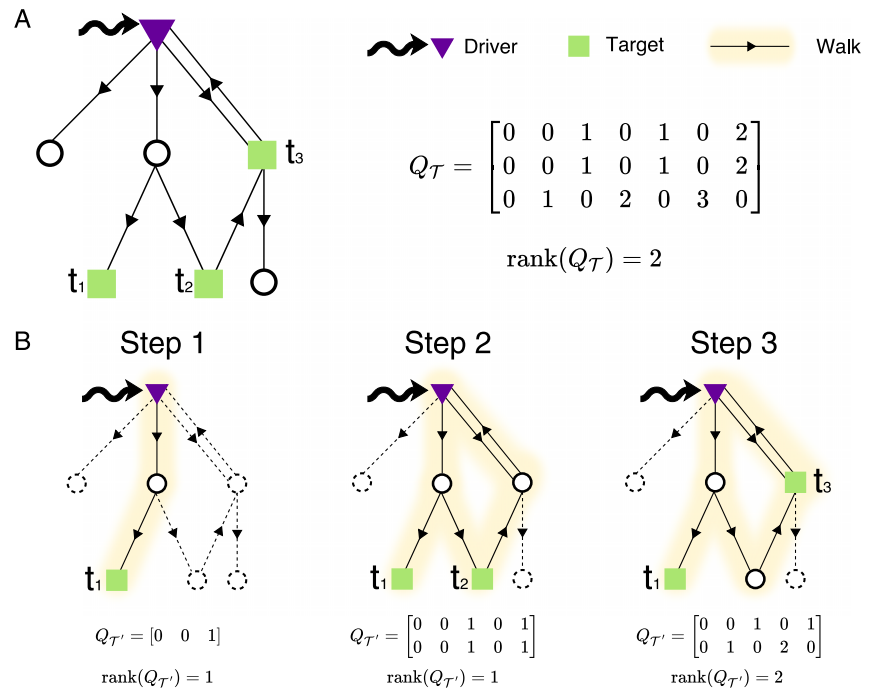 A
Driver Target Walk
t₃
Q_𝒯 = [0 0 1 0 1 0 2
0 0 1 0 1 0 2
0 1 0 2 0 3 0]
rank(Q_𝒯) = 2
t₁ t₂
B
Step 1 Step 2 Step 3
t₃
t₁ t₁ t₂ t₁
Q_𝒯′ = [0 0 1]
rank(Q_𝒯′) = 1
Q_𝒯′ = [0 0 1 0 1
0 0 1 0 1]
rank(Q_𝒯′) = 1
Q_𝒯′ = [0 0 1 0 1
0 1 0 2 0]
rank(Q_𝒯′) = 2